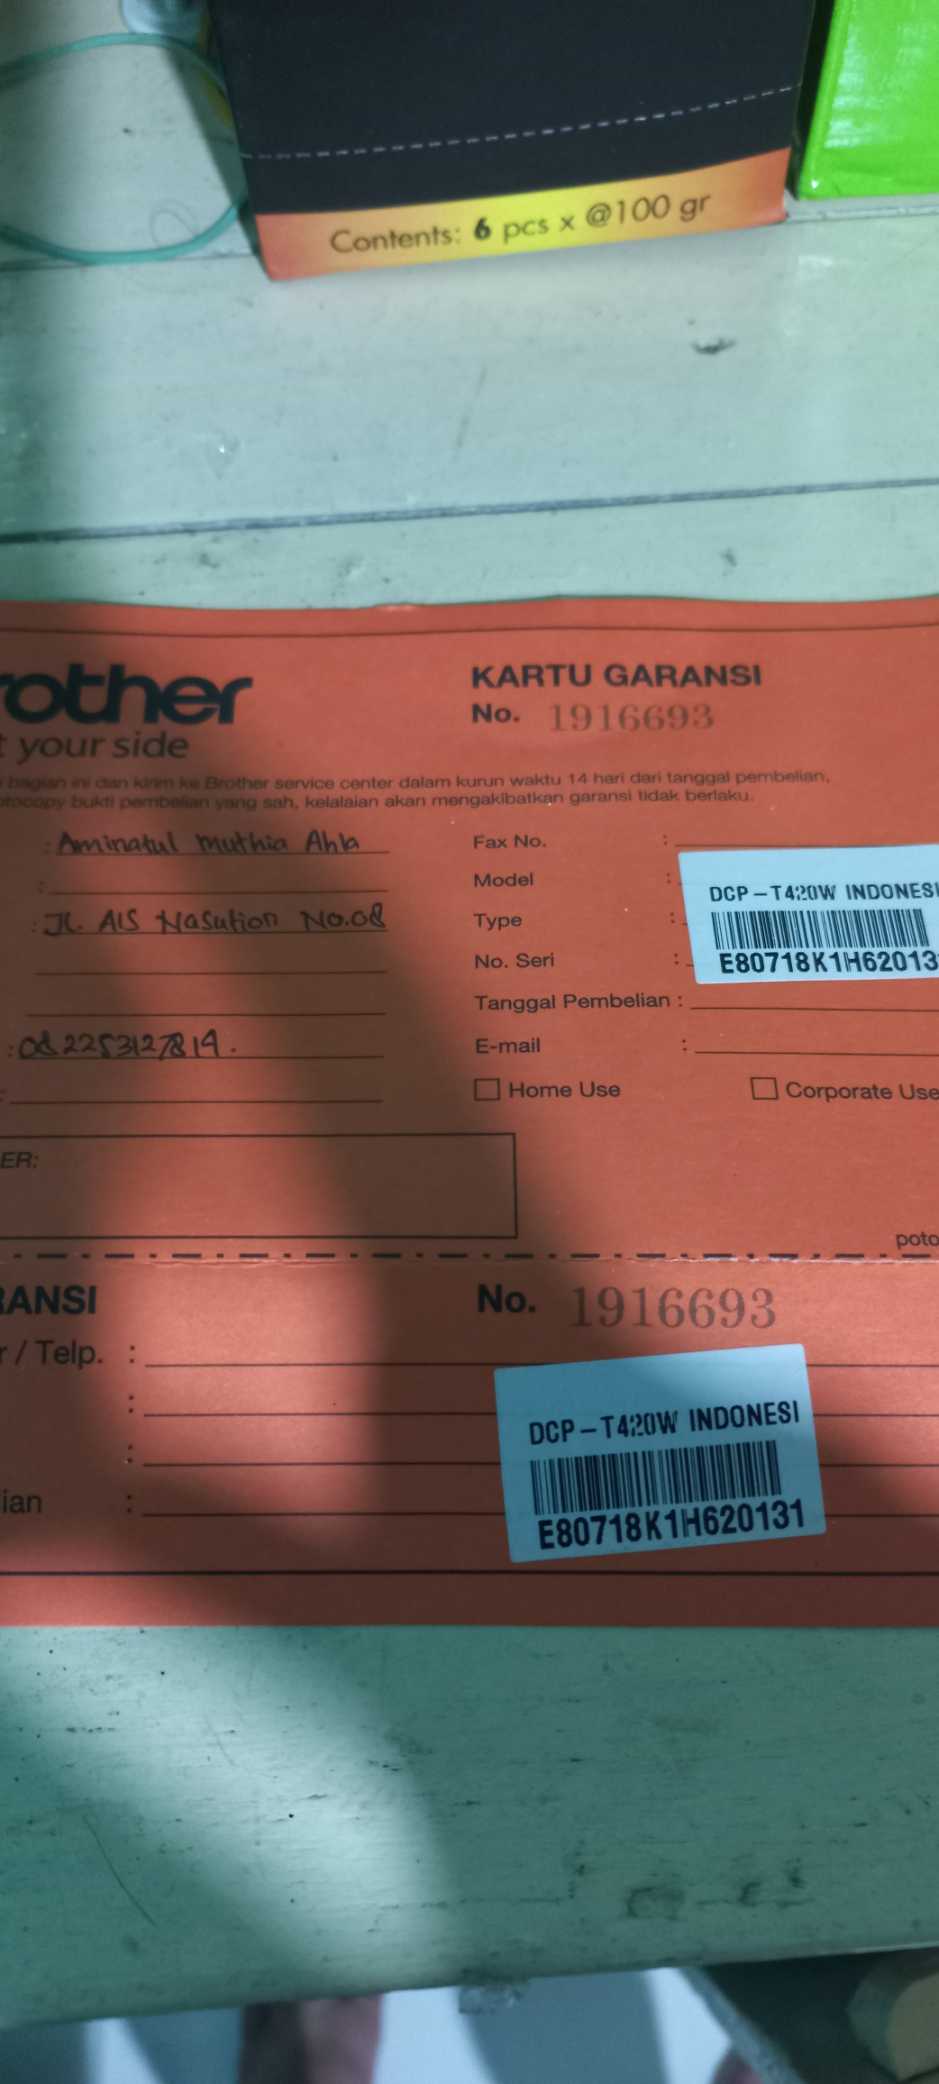 Contents: 6 pcs x @100 gr
rother
t your side
KARTU GARANSI
No. 1916693
bagian ini dan kirim ke Brother service center dalam kurun waktu 14 hari dari tanggal pembelian,
otocopy bukti pembelian yang sah, kelalaian akan mengakibatkan garansi tidak berlaku.
: Aminatul Muthia Ahla
:
: JL. AIS Nasution No.08
: 082253127819.
:
Fax No. :
Model :
Type :
No. Seri :
DCP-T420W INDONESI
E80718K1H62013
Tanggal Pembelian :
E-mail :
Home Use
Corporate Use
ER:
poto
RANSI
No. 1916693
r / Telp. :
:
:
ian :
DCP-T420W INDONESI
E80718K1H620131